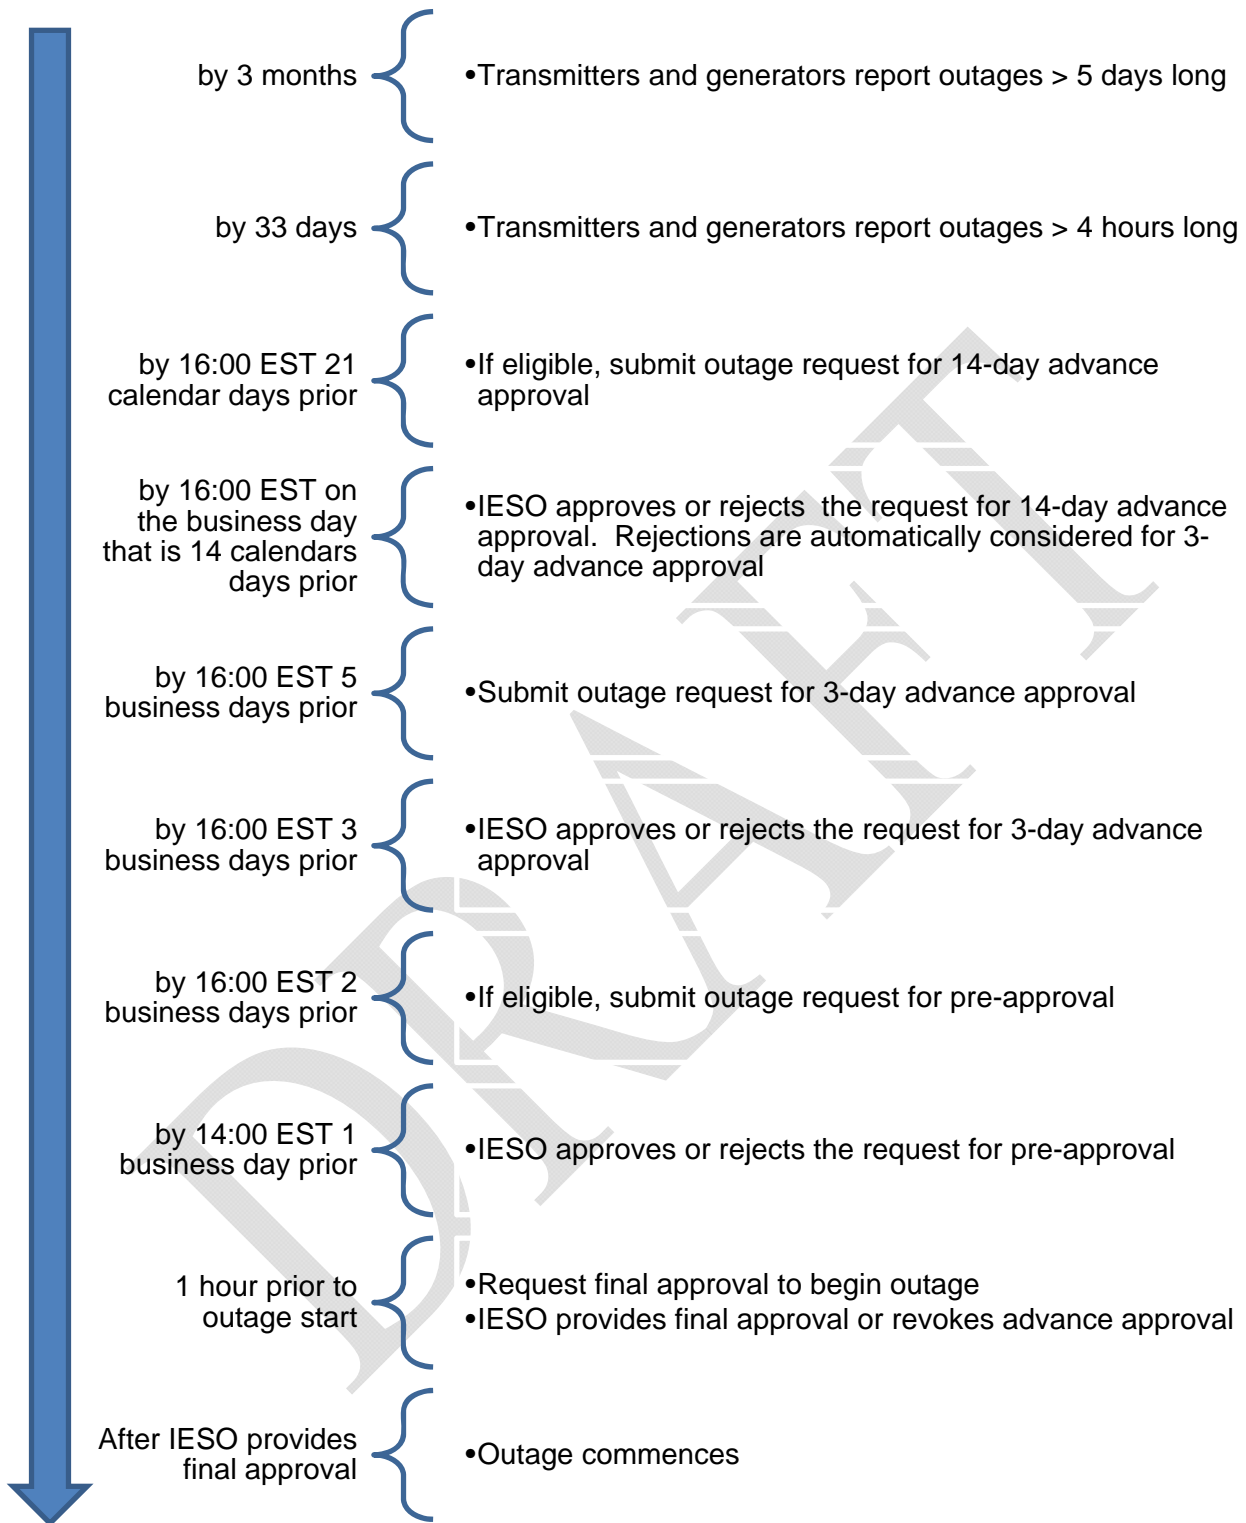 by 3 months
•Transmitters and generators report outages > 5 days long
by 33 days
•Transmitters and generators report outages > 4 hours long
by 16:00 EST 21
calendar days prior
•If eligible, submit outage request for 14-day advance
approval
by 16:00 EST on
the business day
that is 14 calendars
days prior
•IESO approves or rejects  the request for 14-day advance
approval.  Rejections are automatically considered for 3-
day advance approval
by 16:00 EST 5
business days prior
•Submit outage request for 3-day advance approval
by 16:00 EST 3
business days prior
•IESO approves or rejects the request for 3-day advance
approval
by 16:00 EST 2
business days prior
•If eligible, submit outage request for pre-approval
by 14:00 EST 1
business day prior
•IESO approves or rejects the request for pre-approval
1 hour prior to
outage start
•Request final approval to begin outage
•IESO provides final approval or revokes advance approval
After IESO provides
final approval
•Outage commences
DRAFT